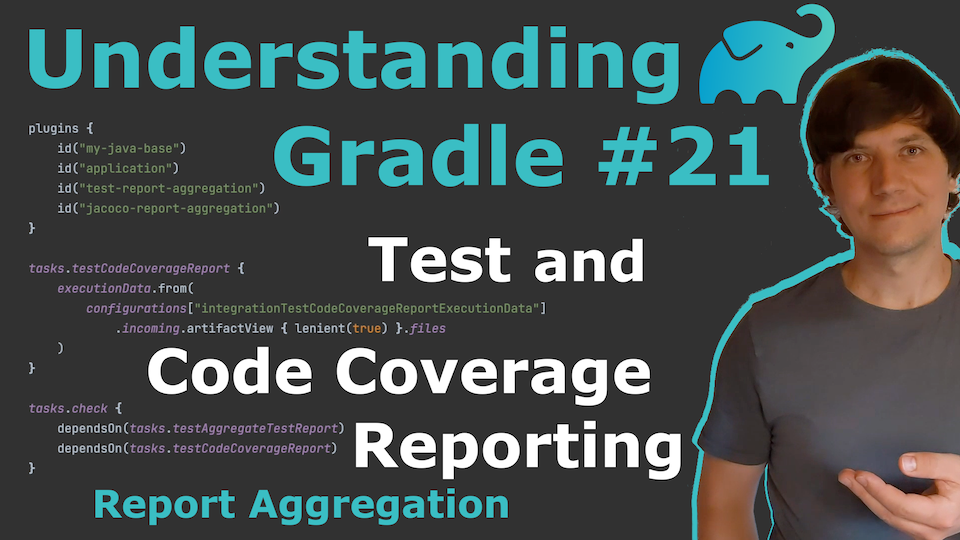 Understanding
Gradle #21
plugins {
id("my-java-base")
id("application")
id("test-report-aggregation")
id("jacoco-report-aggregation")
}
Test and
tasks.testCodeCoverageReport {
executionData.from(
configurations["integrationTestCodeCoverageReportExecutionData"]
.incoming.artifactView { lenient(true) }.files
)
}
Code Coverage
tasks.check {
dependsOn(tasks.testAggregateTestReport)
dependsOn(tasks.testCodeCoverageReport)
}
Reporting
Report Aggregation